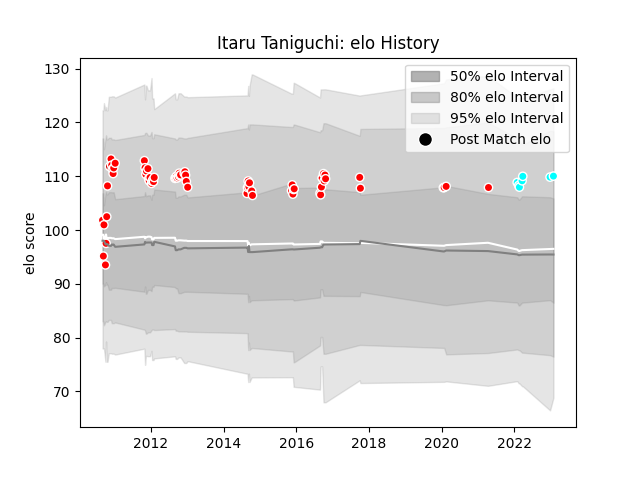 Itaru Taniguchi: elo History
50% elo Interval
80% elo Interval
95% elo Interval
Post Match elo
elo score
130
120
110
100
90
80
70
2012
2014
2016
2018
2020
2022